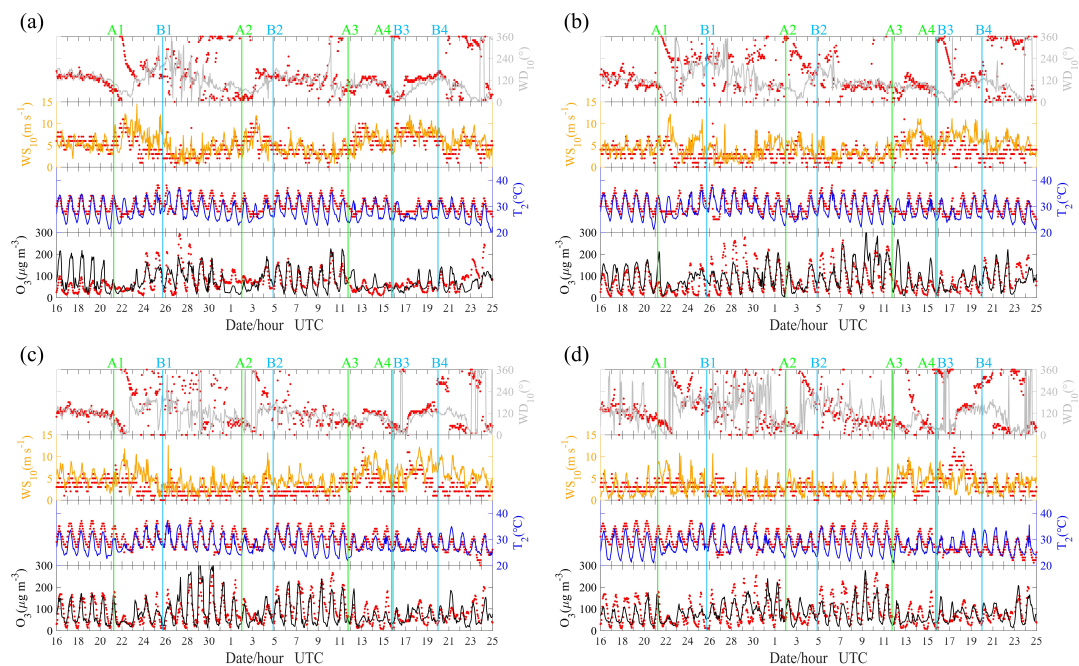 (a)
A1 B1 A2 B2 A3 A4 B3 B4
360
240
120
0
WD10(°)
15
10
5
0
WS10(m s-1)
40
30
20
T2(°C)
300
200
100
0
O3(μg m-3)
16 18 20 22 24 26 28 30 1 3 5 7 9 11 13 15 17 19 21 23 25
Date/hour UTC
(b)
A1 B1 A2 B2 A3 A4 B3 B4
360
240
120
0
WD10(°)
15
10
5
0
WS10(m s-1)
40
30
20
T2(°C)
300
200
100
0
O3(μg m-3)
16 18 20 22 24 26 28 30 1 3 5 7 9 11 13 15 17 19 21 23 25
Date/hour UTC
(c)
A1 B1 A2 B2 A3 A4 B3 B4
360
240
120
0
WD10(°)
15
10
5
0
WS10(m s-1)
40
30
20
T2(°C)
300
200
100
0
O3(μg m-3)
16 18 20 22 24 26 28 30 1 3 5 7 9 11 13 15 17 19 21 23 25
Date/hour UTC
(d)
A1 B1 A2 B2 A3 A4 B3 B4
360
240
120
0
WD10(°)
15
10
5
0
WS10(m s-1)
40
30
20
T2(°C)
300
200
100
0
O3(μg m-3)
16 18 20 22 24 26 28 30 1 3 5 7 9 11 13 15 17 19 21 23 25
Date/hour UTC